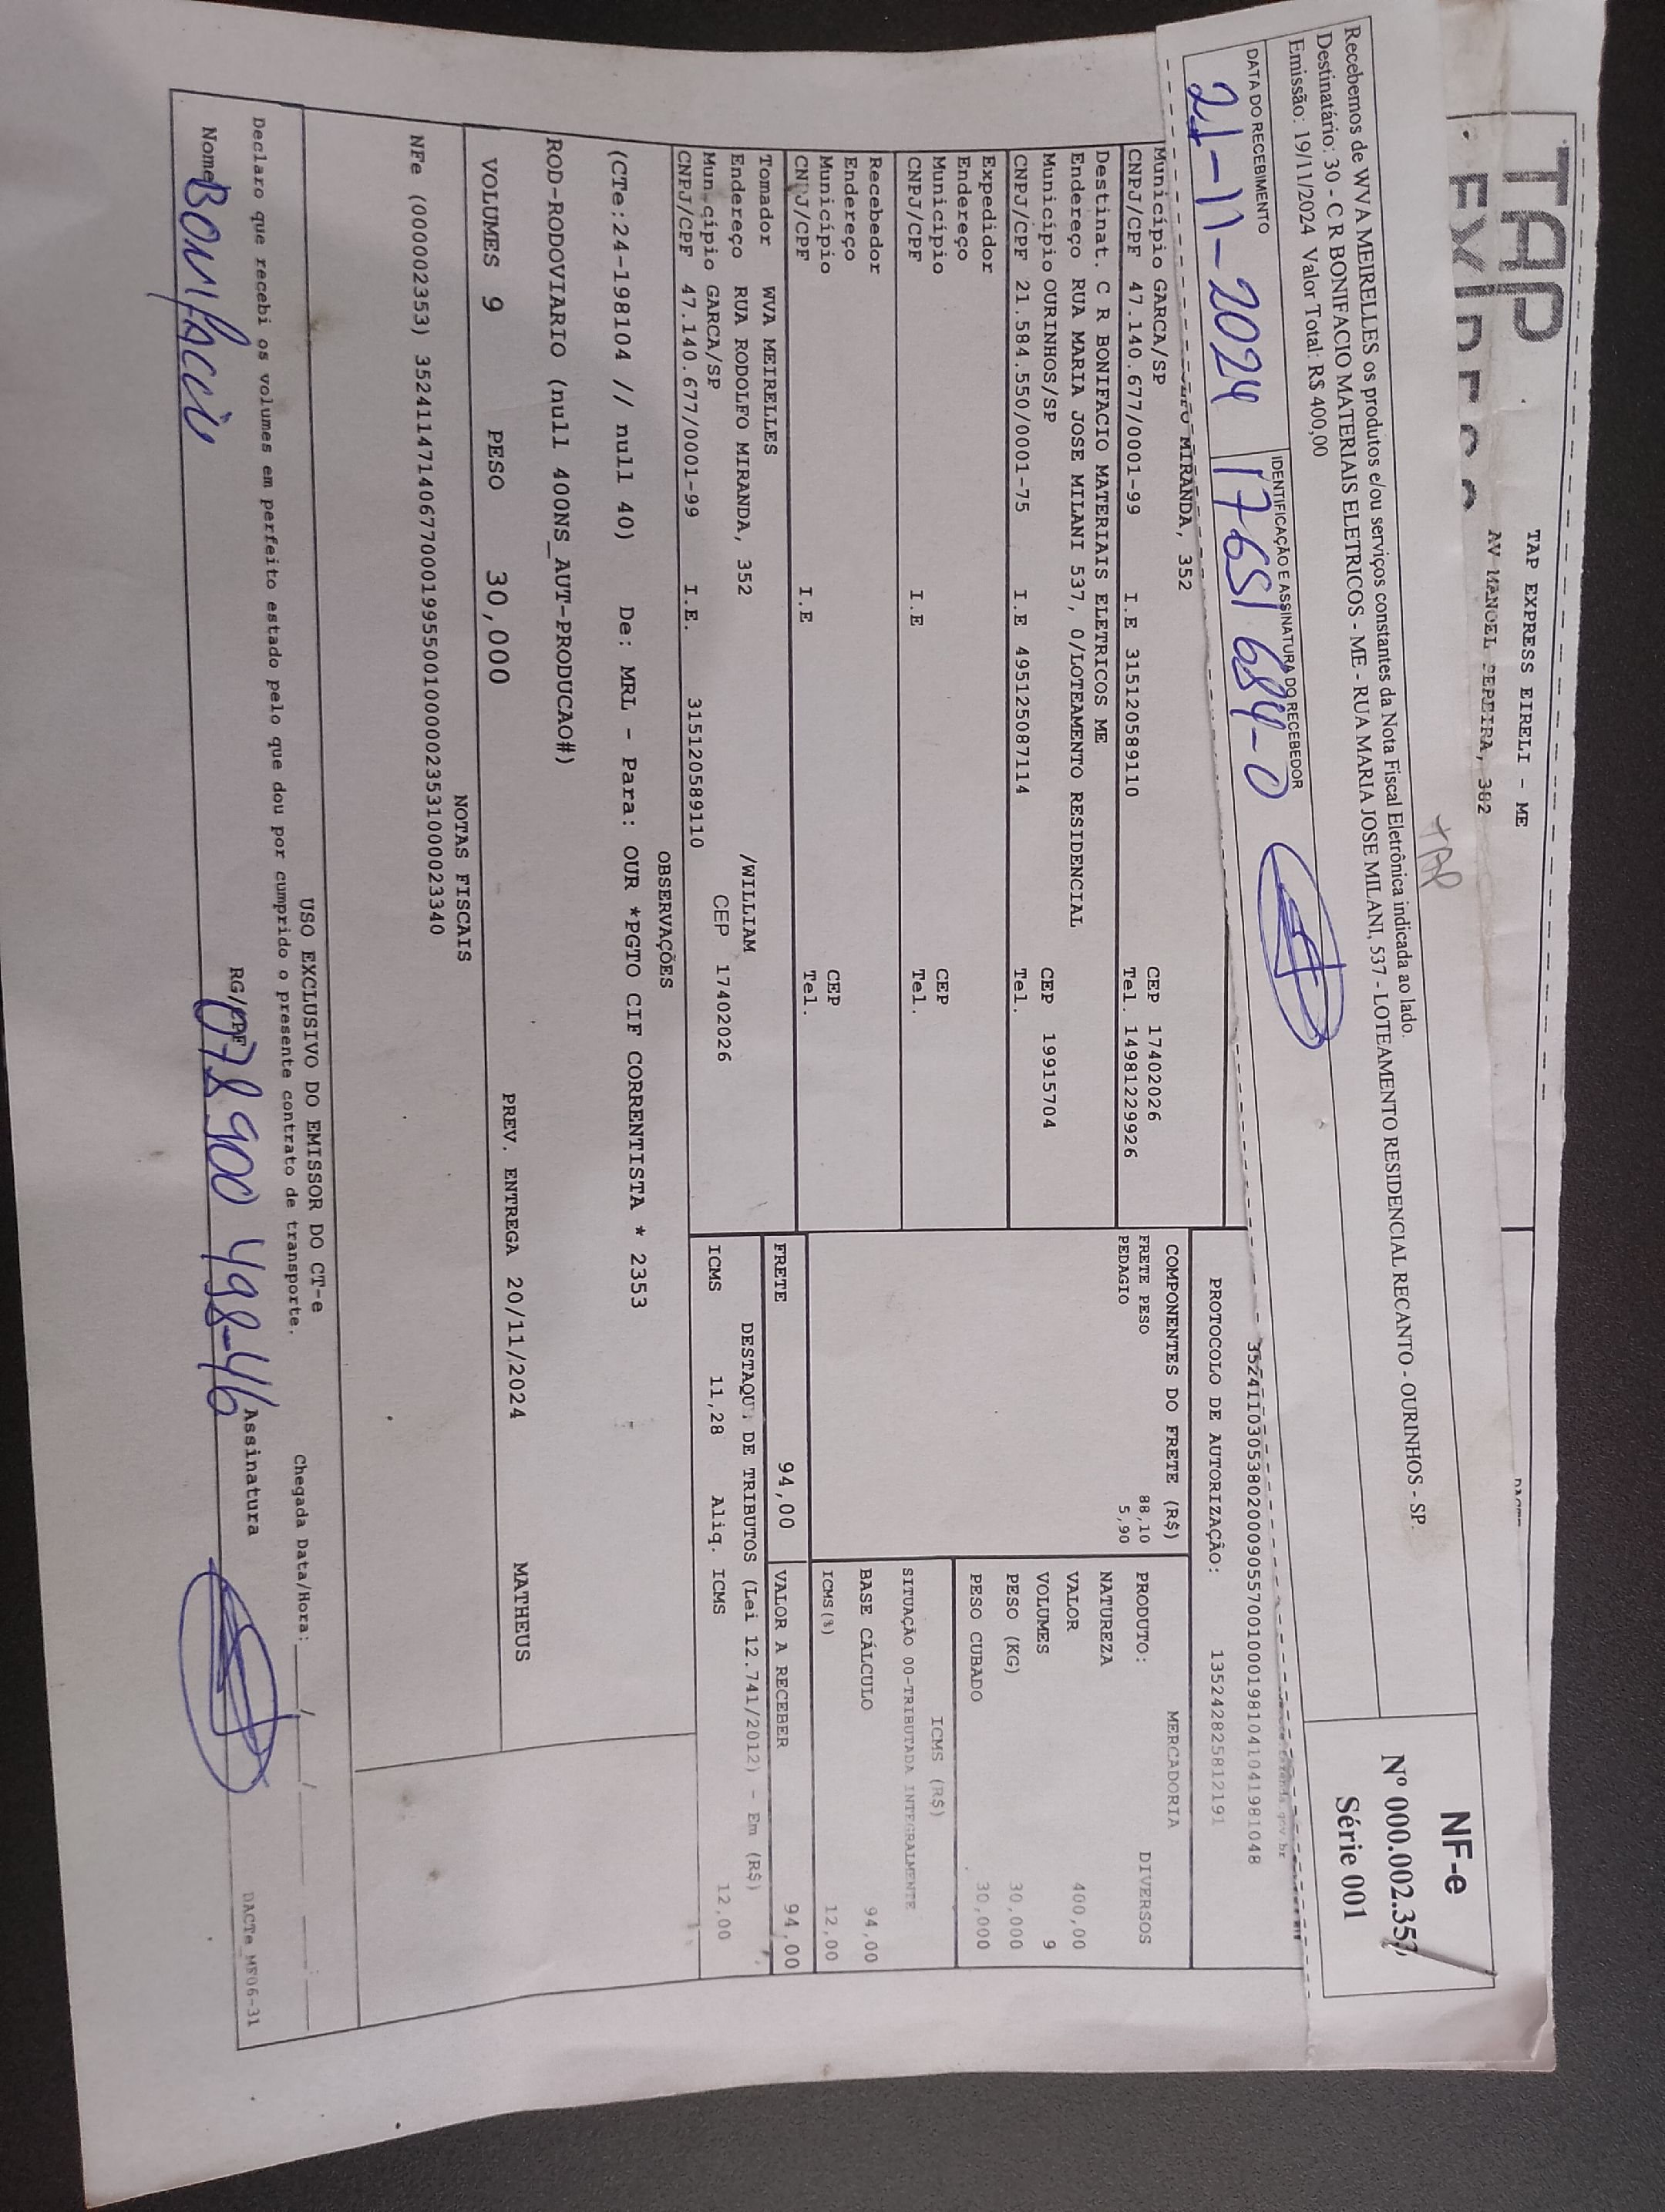 TAP
TAP EXPRESS EIRELI - ME
AV MANOEL PEREIRA, 382
TAP
Recebemos de WVA MEIRELLES os produtos e/ou serviços constantes da Nota Fiscal Eletrônica indicada ao lado.
Destinatário: 30 - C R BONIFACIO MATERIAIS ELETRICOS - ME - RUA MARIA JOSE MILANI, 537 - LOTEAMENTO RESIDENCIAL RECANTO - OURINHOS - SP.
Emissão: 19/11/2024 Valor Total: R$ 400,00
NF-e
Nº 000.002.353
Série 001
DATA DO RECEBIMENTO
21-11-2024
IDENTIFICAÇÃO E ASSINATURA DO RECEBEDOR
17651684-0
MIRANDA, 352
Município GARCA/SP CEP 17402026
CNPJ/CPF 47.140.677/0001-99 I.E 315120589110 Tel. 14981229926
Destinat. C R BONIFACIO MATERIAIS ELETRICOS ME
Endereço RUA MARIA JOSE MILANI 537, 0/LOTEAMENTO RESIDENCIAL
Município OURINHOS/SP CEP 19915704
CNPJ/CPF 21.584.550/0001-75 I.E 495125087114 Tel.
Expedidor
Endereço
Município CEP
CNPJ/CPF I.E Tel.
Recebedor
Endereço
Município CEP
CNPJ/CPF I.E Tel.
Tomador WVA MEIRELLES
Endereço RUA RODOLFO MIRANDA, 352 /WILLIAM
Município GARCA/SP CEP 17402026
CNPJ/CPF 47.140.677/0001-99 I.E. 315120589110
PROTOCOLO DE AUTORIZAÇÃO: 135242825812191
COMPONENTES DO FRETE (R$)
FRETE PESO 88,10
PEDAGIO 5,90
MERCADORIA
PRODUTO: DIVERSOS
NATUREZA
VALOR 400,00
VOLUMES 9
PESO (KG) 30,000
PESO CUBADO 30,000
ICMS (R$)
SITUAÇÃO 00-TRIBUTADA INTEGRALMENTE
BASE CÁLCULO 94,00
ICMS(%) 12,00
FRETE 94,00 VALOR A RECEBER 94,00
DESTAQUE DE TRIBUTOS (Lei 12.741/2012) - Em (R$)
ICMS 11,28 Aliq. ICMS 12,00
OBSERVAÇÕES
(CTe:24-198104 // null 40) De: MRL - Para: OUR *PGTO CIF CORRENTISTA * 2353
ROD-RODOVIARIO (null 400NS_AUT-PRODUCAO#)
VOLUMES 9 PESO 30,000 PREV. ENTREGA 20/11/2024 MATHEUS
NOTAS FISCAIS
NFe (000002353) 35241147140677000199550010000023531000023340
USO EXCLUSIVO DO EMISSOR DO CT-e
Declaro que recebi os volumes em perfeito estado pelo que dou por cumprido o presente contrato de transporte. Chegada Data/Hora: / /
Nome Bonifacio RG/CPF 078900498-46 Assinatura